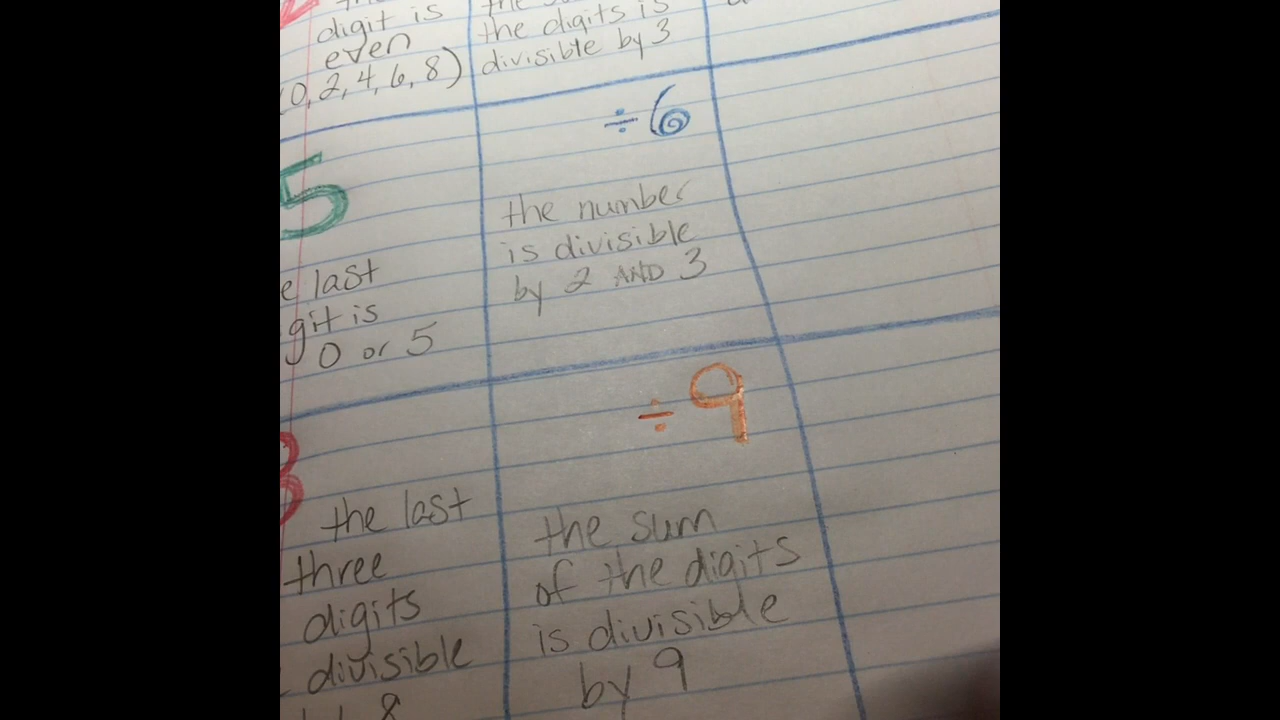 digit is
even
(0, 2, 4, 6, 8)
the digits is
divisible by 3
5
e last
git is
0 or 5
÷6
the number
is divisible
by 2 AND 3
the last
three
digits
divisible
8
÷9
the sum
of the digits
is divisible
by 9